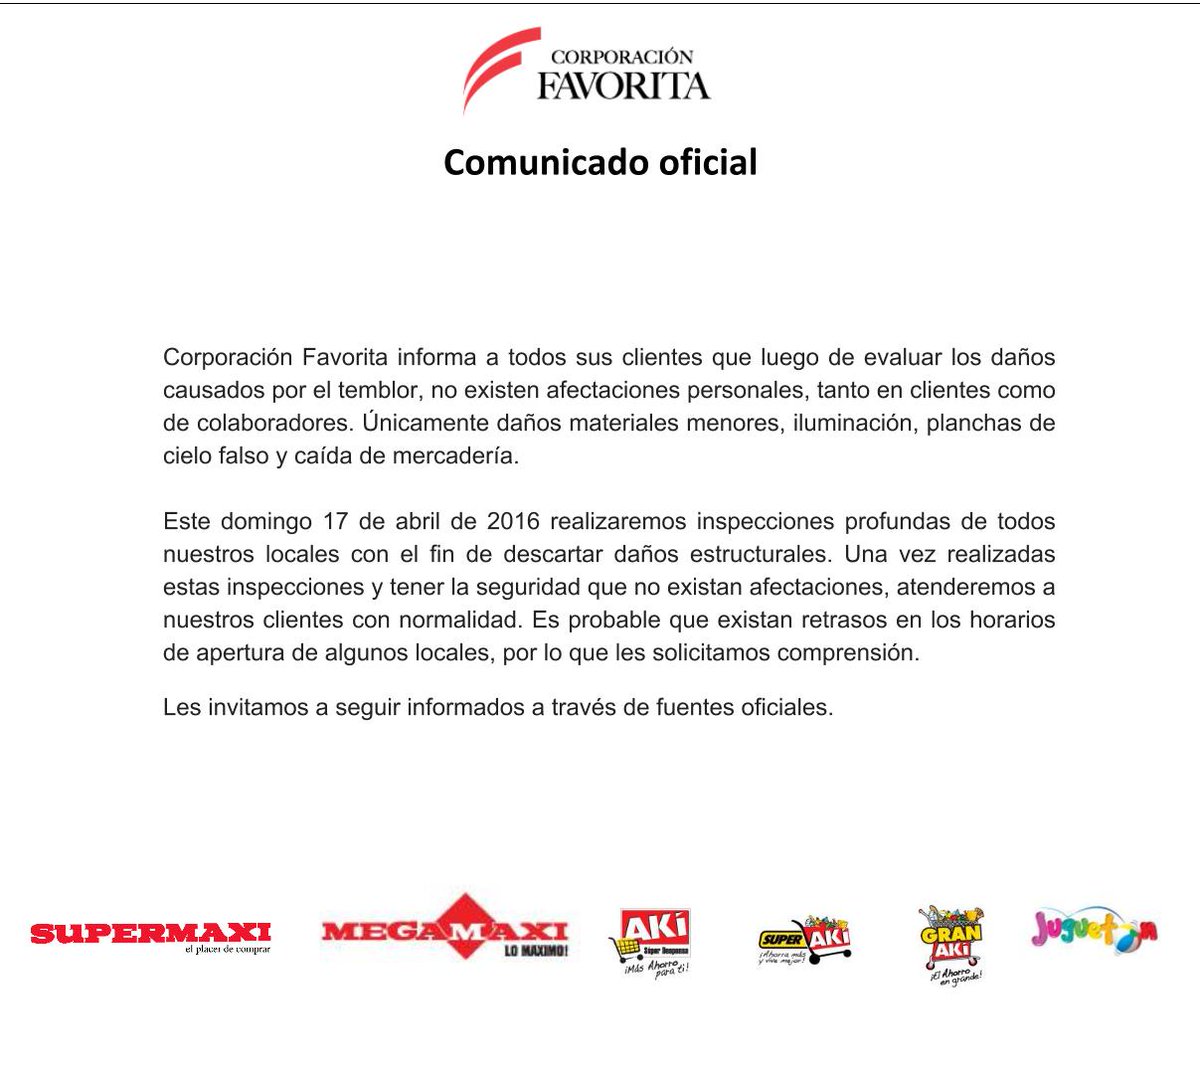 CORPORACIÓN
FAVORITA
Comunicado oficial
Corporación Favorita informa a todos sus clientes que luego de evaluar los daños
causados por el temblor, no existen afectaciones personales, tanto en clientes como
de colaboradores. Únicamente daños materiales menores, iluminación, planchas de
cielo falso y caída de mercadería.
Este domingo 17 de abril de 2016 realizaremos inspecciones profundas de todos
nuestros locales con el fin de descartar daños estructurales. Una vez realizadas
estas inspecciones y tener la seguridad que no existan afectaciones, atenderemos a
nuestros clientes con normalidad. Es probable que existan retrasos en los horarios
de apertura de algunos locales, por lo que les solicitamos comprensión.
Les invitamos a seguir informados a través de fuentes oficiales.
SUPERMAXI
el placer de comprar
MEGAMAXI
LO MAXIMO!
AKÍ
Súper Despensa
¡Más Ahorro
para ti!
SUPER AKÍ
¡Ahorra más
y vive mejor!
GRAN
AKÍ
¡El Ahorro
en grande!
Juguetón